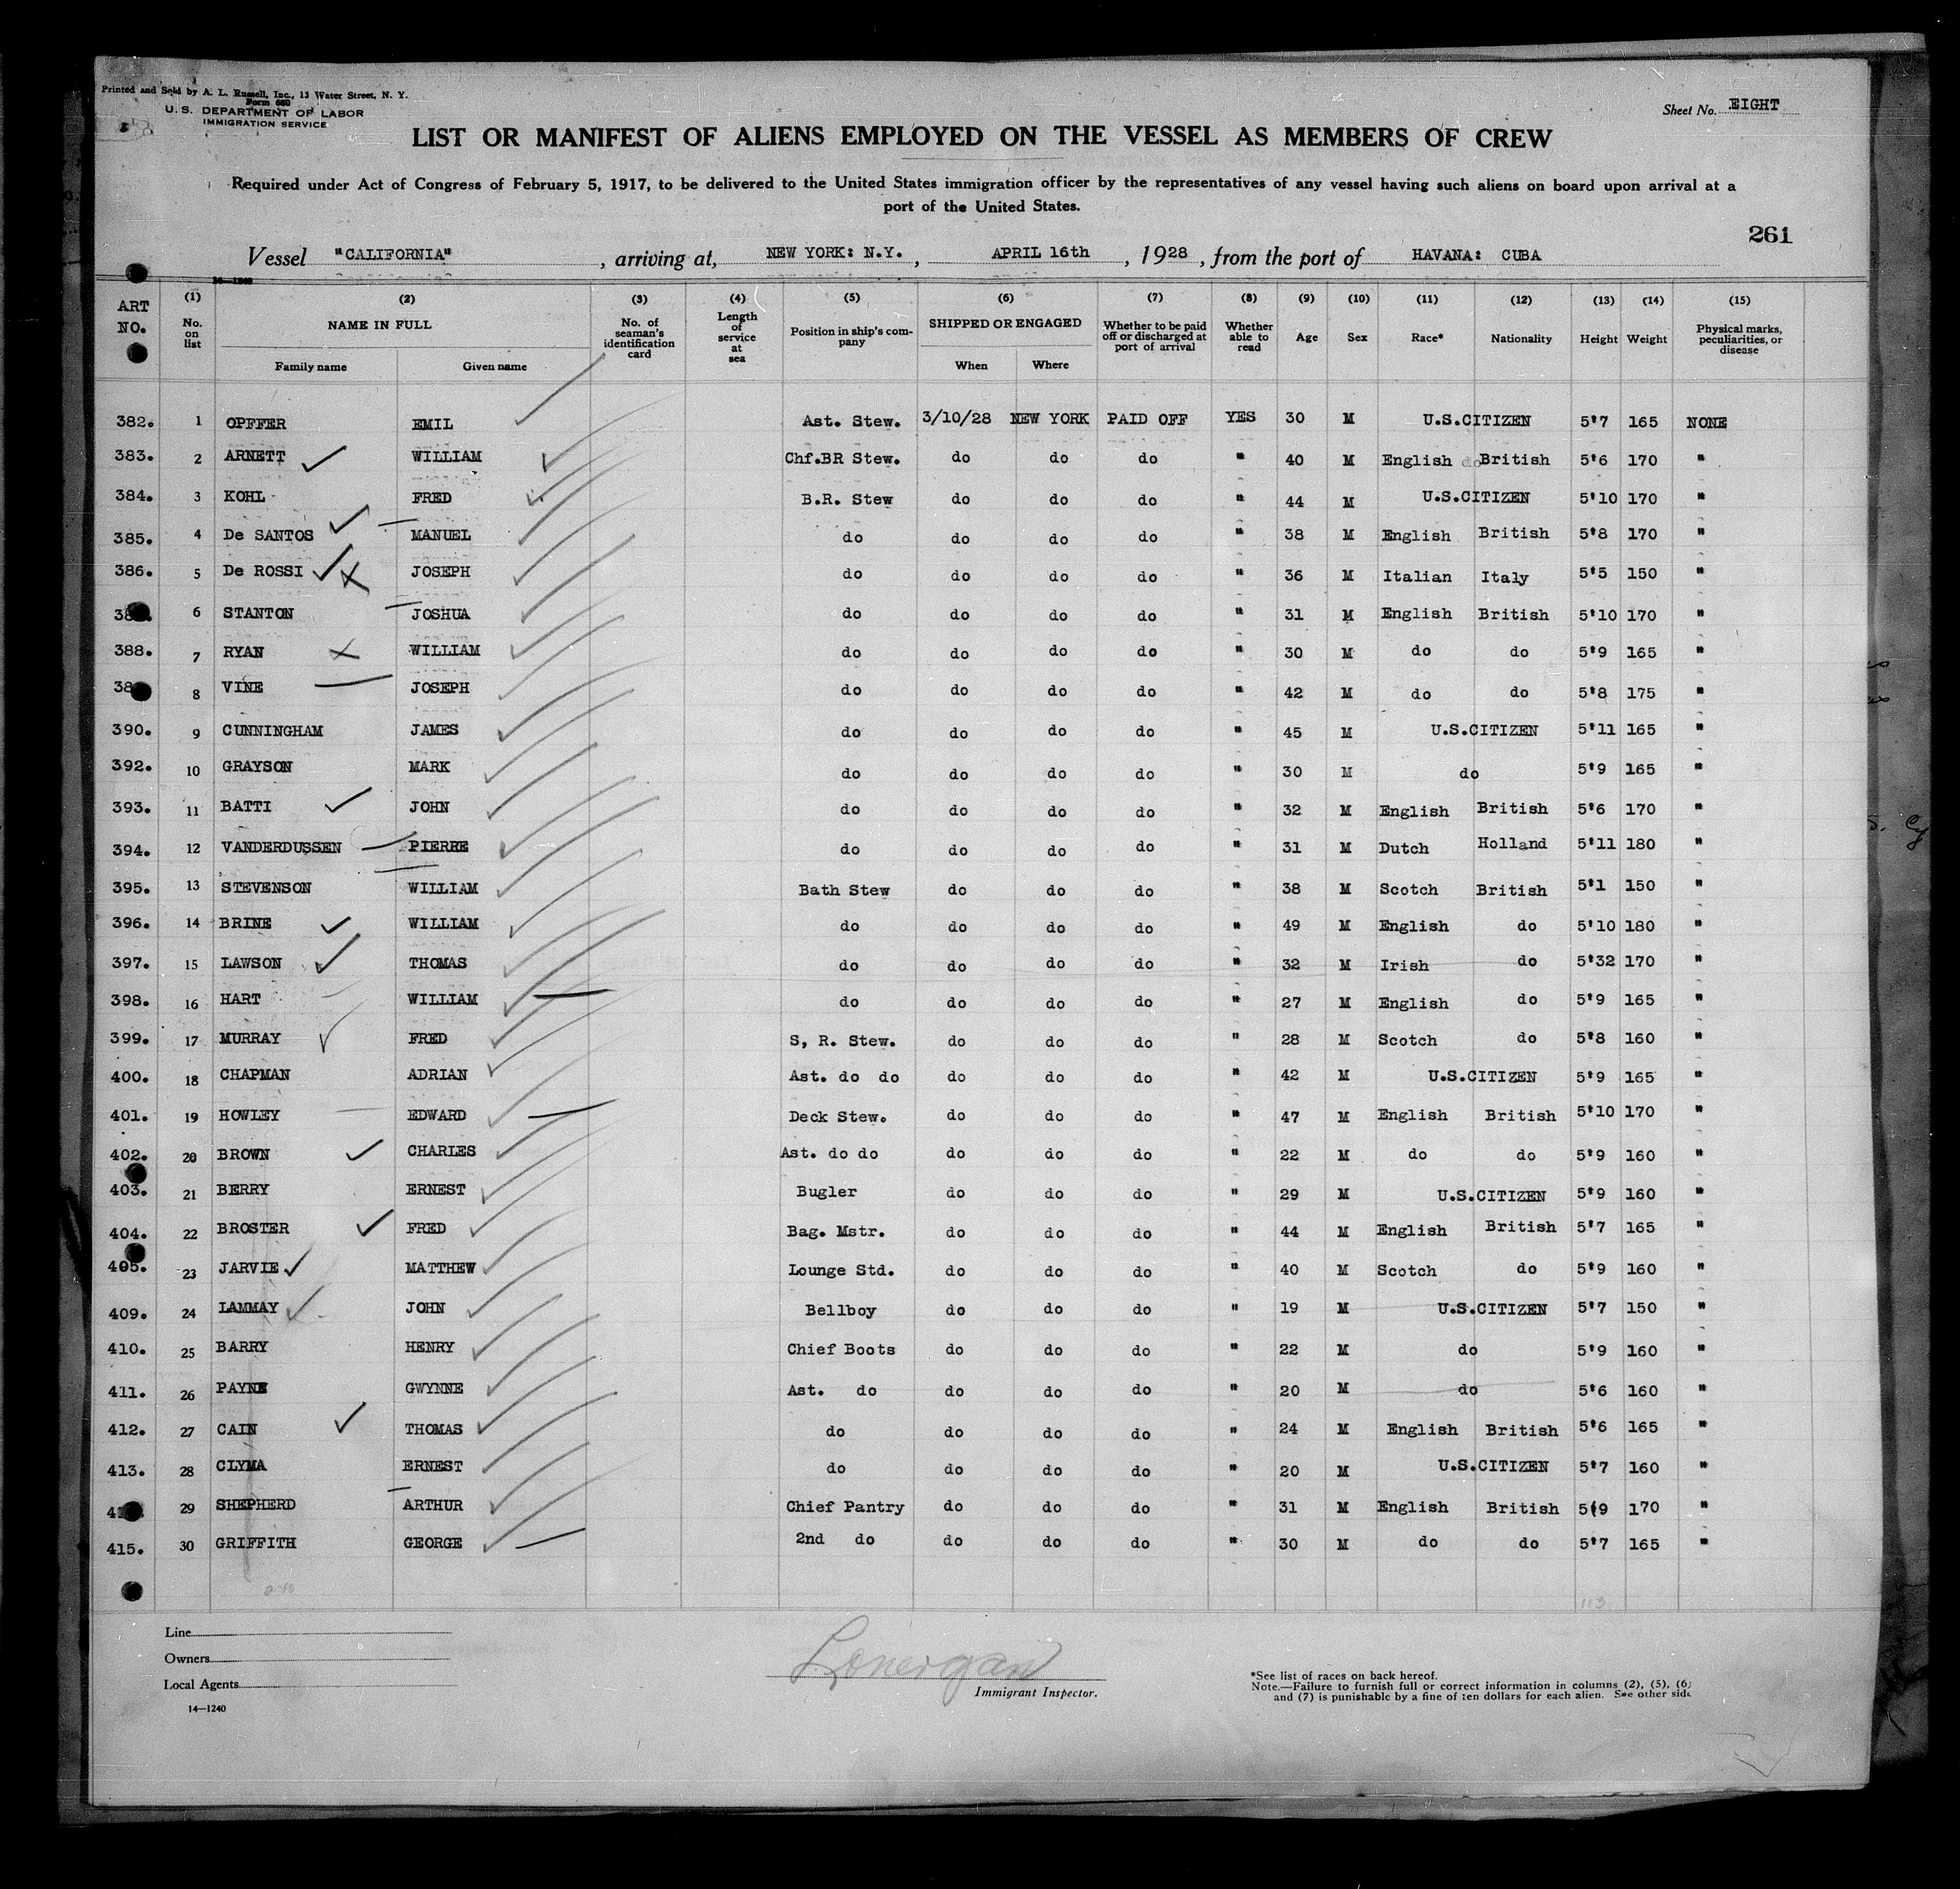 Printed and Sold by A. L. Russell, Inc., 13 Water Street, N. Y.
Form 680
U. S. DEPARTMENT OF LABOR
IMMIGRATION SERVICE
Sheet No. EIGHT
LIST OR MANIFEST OF ALIENS EMPLOYED ON THE VESSEL AS MEMBERS OF CREW
Required under Act of Congress of February 5, 1917, to be delivered to the United States immigration officer by the representatives of any vessel having such aliens on board upon arrival at a
port of the United States.
261
Vessel "CALIFORNIA", arriving at, NEW YORK: N.Y., APRIL 16th, 1928, from the port of HAVANA: CUBA
ART NO. (1) No. on list (2) NAME IN FULL Family name Given name (3) No. of seaman's identification card (4) Length of service at sea (5) Position in ship's company (6) SHIPPED OR ENGAGED When Where (7) Whether to be paid off or discharged at port of arrival (8) Whether able to read (9) Age (10) Sex (11) Race* (12) Nationality (13) Height (14) Weight (15) Physical marks, peculiarities, or disease
382. 1 OPFFER EMIL Ast. Stew. 3/10/28 NEW YORK PAID OFF YES 30 M U.S.CITIZEN 5'7 165 NONE
383. 2 ARNETT WILLIAM Chf.BR Stew. do do do " 40 M English do British 5'6 170 "
384. 3 KOHL FRED B.R. Stew do do do " 44 M U.S.CITIZEN 5'10 170 "
385. 4 De SANTOS MANUEL do do do do " 38 M English British 5'8 170 "
386. 5 De ROSSI JOSEPH do do do do " 36 M Italian Italy 5'5 150 "
38 6 STANTON JOSHUA do do do do " 31 M English British 5'10 170 "
388. 7 RYAN WILLIAM do do do do " 30 M do do 5'9 165 "
38 8 VINE JOSEPH do do do do " 42 M do do 5'8 175 "
390. 9 CUNNINGHAM JAMES do do do do " 45 M U.S.CITIZEN 5'11 165 "
392. 10 GRAYSON MARK do do do do " 30 M do 5'9 165 "
393. 11 BATTI JOHN do do do do " 32 M English British 5'6 170 "
394. 12 VANDERDUSSEN PIERRE do do do do " 31 M Dutch Holland 5'11 180 "
395. 13 STEVENSON WILLIAM Bath Stew do do do " 38 M Scotch British 5'1 150 "
396. 14 BRINE WILLIAM do do do do " 49 M English do 5'10 180 "
397. 15 LAWSON THOMAS do do do do " 32 M Irish do 5'32 170 "
398. 16 HART WILLIAM do do do do " 27 M English do 5'9 165 "
399. 17 MURRAY FRED S, R. Stew. do do do " 28 M Scotch do 5'8 160 "
400. 18 CHAPMAN ADRIAN Ast. do do do do do " 42 M U.S.CITIZEN 5'9 165 "
401. 19 HOWLEY EDWARD Deck Stew. do do do " 47 M English British 5'10 170 "
402. 20 BROWN CHARLES Ast. do do do do do " 22 M do do 5'9 160 "
403. 21 BERRY ERNEST Bugler do do do " 29 M U.S.CITIZEN 5'9 160 "
404. 22 BROSTER FRED Bag. Mstr. do do do " 44 M English British 5'7 165 "
405. 23 JARVIE MATTHEW Lounge Std. do do do " 40 M Scotch do 5'9 160 "
409. 24 LAMMAY JOHN Bellboy do do do " 19 M U.S.CITIZEN 5'7 150 "
410. 25 BARRY HENRY Chief Boots do do do " 22 M do 5'9 160 "
411. 26 PAYNE GWYNNE Ast. do do do do " 20 M do 5'6 160 "
412. 27 CAIN THOMAS do do do do " 24 M English British 5'6 165 "
413. 28 CLYMA ERNEST do do do do " 20 M U.S.CITIZEN 5'7 160 "
41 29 SHEPHERD ARTHUR Chief Pantry do do do " 31 M English British 5(9 170 "
415. 30 GRIFFITH GEORGE 2nd do do do do " 30 M do do 5'7 165 "
Line
Owners
Local Agents
14—1240
Lonergan
Immigrant Inspector.
*See list of races on back hereof.
Note.—Failure to furnish full or correct information in columns (2), (5), (6)
and (7) is punishable by a fine of ten dollars for each alien. See other side